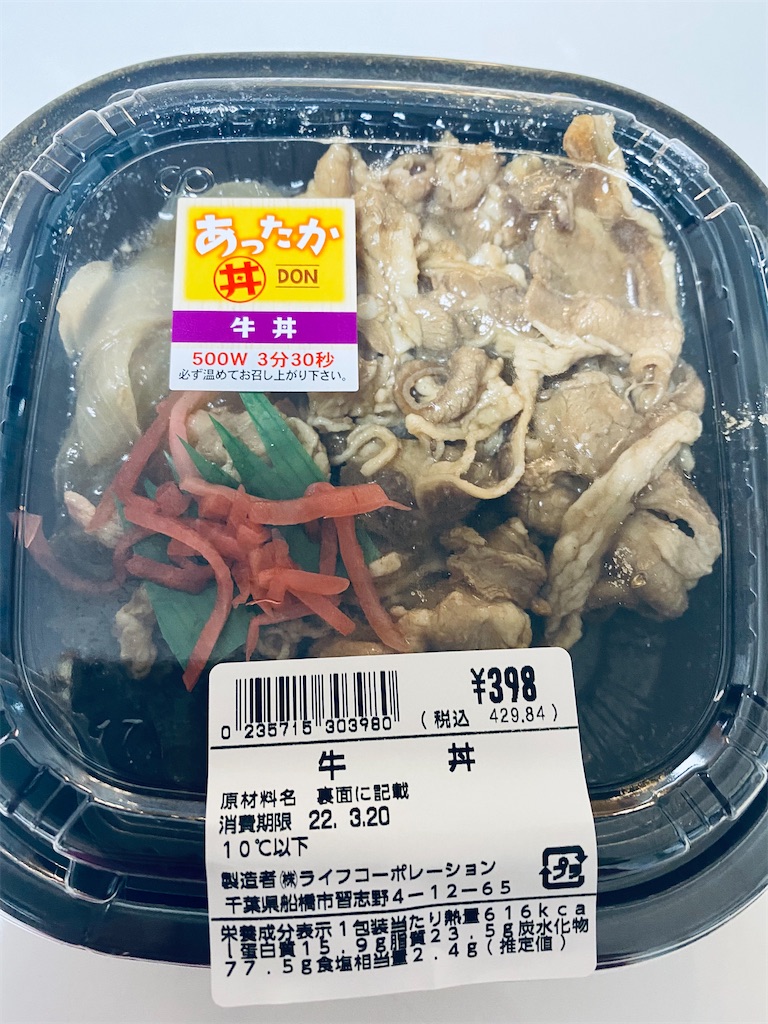 あったか
丼 DON
牛丼
500W 3分30秒
必ず温めてお召し上がり下さい。
¥398
0 235715 303980
(税込 429.84)
牛 丼
原材料名 裏面に記載
消費期限 22. 3.20
10℃以下
製造者㈱ライフコーポレーション
千葉県船橋市習志野4-12-65
プラ
栄養成分表示1包装当たり熱量616kca
l蛋白質15.9g脂質23.5g炭水化物
77.5g食塩相当量2.4g(推定値)